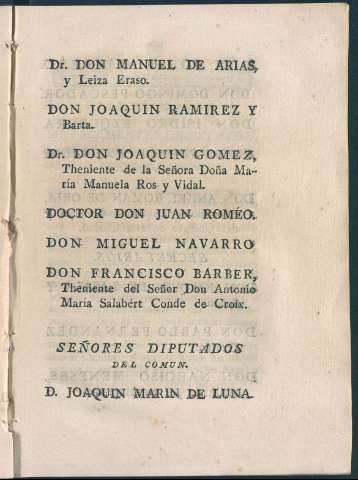 Dr. DON MANUEL DE ARIAS,
y Leiza Eraso.
DON JOAQUIN RAMIREZ Y
Barta.
Dr. DON JOAQUIN GOMEZ,
Theniente de la Señora Doña Ma-
ría Manuela Ros y Vidal.
DOCTOR DON JUAN ROMÉO.
DON MIGUEL NAVARRO
DON FRANCISCO BARBER,
Theniente del Señor Don Antonio
María Salabért Conde de Croix.
SEÑORES DIPUTADOS
DEL COMUN.
D. JOAQUIN MARIN DE LUNA.